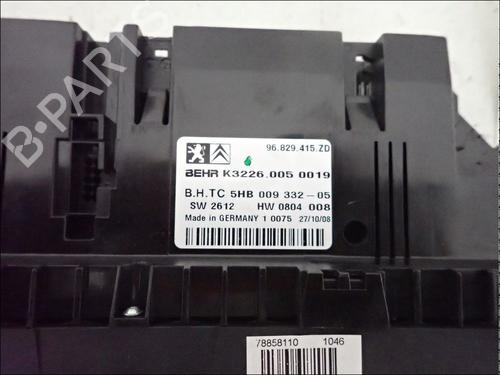 B-PARTS
96.829.415.ZD
BEHR K3226.005 0019
B.H.TC 5HB 009 332-05
SW 2612 HW 0804 008
Made in GERMANY 1 0075 27/10/08
78858110 1046